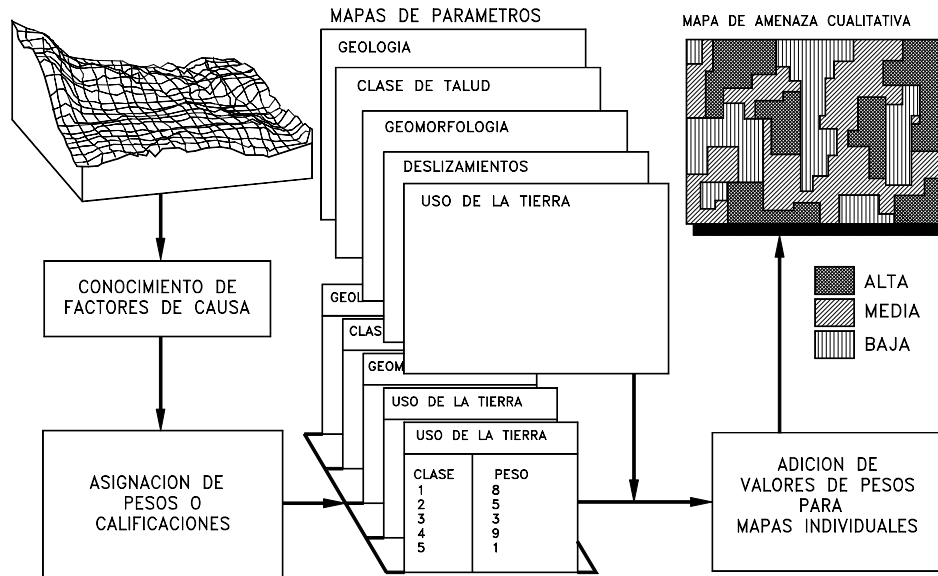 MAPAS DE PARAMETROS
GEOLOGIA
CLASE DE TALUD
GEOMORFOLOGIA
DESLIZAMIENTOS
USO DE LA TIERRA
MAPA DE AMENAZA CUALITATIVA
ALTA
MEDIA
BAJA
CONOCIMIENTO DE
FACTORES DE CAUSA
ASIGNACION DE
PESOS O
CALIFICACIONES
GEOL
CLAS
GEOM
USO DE LA TIERRA
USO DE LA TIERRA
CLASE PESO
1 8
2 5
3 3
4 9
5 1
ADICION DE
VALORES DE PESOS
PARA
MAPAS INDIVIDUALES